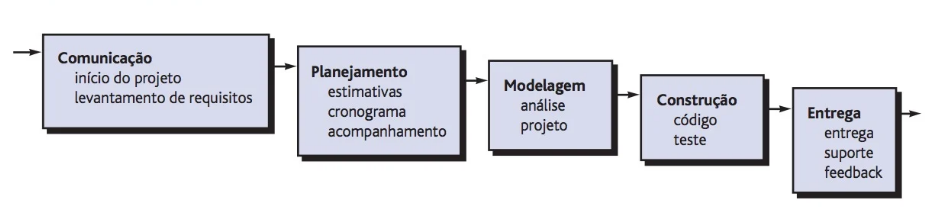 Comunicação
início do projeto
levantamento de requisitos
Planejamento
estimativas
cronograma
acompanhamento
Modelagem
análise
projeto
Construção
código
teste
Entrega
entrega
suporte
feedback